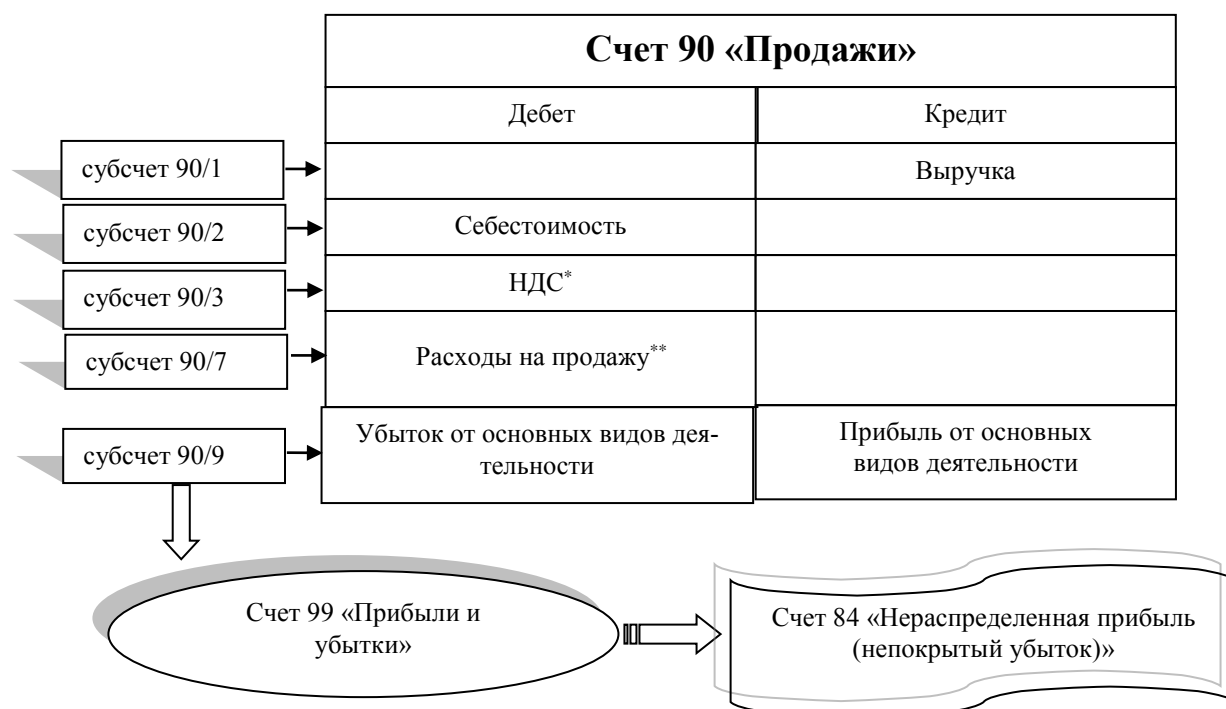 Счет 90 «Продажи»
Дебет
Кредит
субсчет 90/1
Выручка
субсчет 90/2
Себестоимость
субсчет 90/3
НДС*
субсчет 90/7
Расходы на продажу**
субсчет 90/9
Убыток от основных видов дея-
тельности
Прибыль от основных
видов деятельности
Счет 99 «Прибыли и
убытки»
Счет 84 «Нераспределенная прибыль
(непокрытый убыток)»